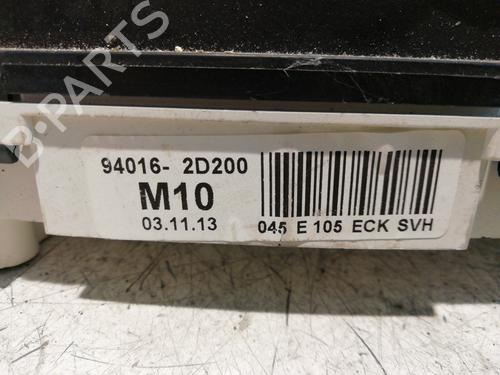 94016- 2D200
M10
03.11.13
045 E 105 ECK SVH
B-PARTS